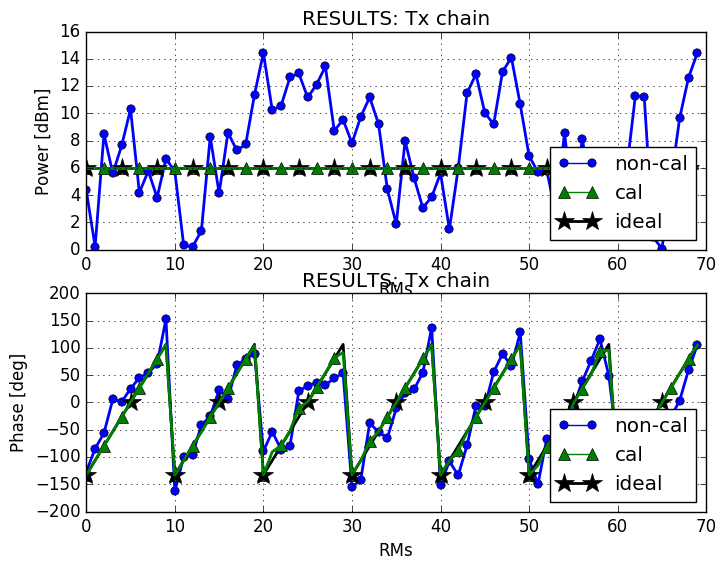 RESULTS: Tx chain
16
14
12
10
8
6
4
2
0
Power [dBm]
0 10 20 30 40 50 60 70
RMs
non-cal
cal
ideal
RESULTS: Tx chain
200
150
100
50
0
−50
−100
−150
−200
Phase [deg]
0 10 20 30 40 50 60 70
RMs
non-cal
cal
ideal